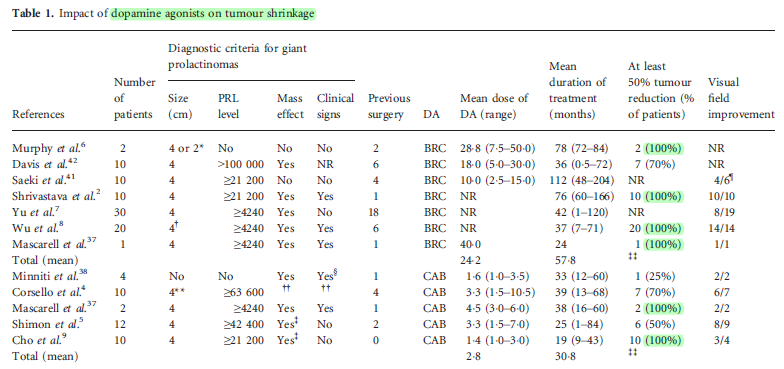 Table 1. Impact of dopamine agonists on tumour shrinkage
Diagnostic criteria for giant
prolactinomas
References Number of patients Size (cm) PRL level Mass effect Clinical signs Previous surgery DA Mean dose of DA (range) Mean duration of treatment (months) At least 50% tumour reduction (% of patients) Visual field improvement
Murphy et al.6 2 4 or 2* No No No 2 BRC 28·8 (7·5–50·0) 78 (72–84) 2 (100%) NR
Davis et al.42 10 4 >100 000 Yes NR 6 BRC 18·0 (5·0–30·0) 36 (0·5–72) 7 (70%) NR
Saeki et al.41 10 4 ≥21 200 No No 4 BRC 10·0 (2·5–15·0) 112 (48–204) NR 4/6¶
Shrivastava et al.2 10 4 ≥21 200 Yes Yes 1 BRC NR 76 (60–166) 10 (100%) 10/10
Yu et al.7 30 4 ≥4240 Yes No 18 BRC NR 42 (1–120) NR 8/19
Wu et al.8 20 4† ≥4240 Yes Yes 6 BRC NR 37 (7–71) 20 (100%) 14/14
Mascarell et al.37 1 4 ≥4240 Yes Yes 1 BRC 40·0 24 1 (100%) 1/1
Total (mean) 24·2 57·8 ‡‡
Minniti et al.38 4 No No Yes Yes§ 1 CAB 1·6 (1·0–3·5) 33 (12–60) 1 (25%) 2/2
Corsello et al.4 10 4** ≥63 600 †† †† 4 CAB 3·3 (1·5–10·5) 39 (13–68) 7 (70%) 6/7
Mascarell et al.37 2 4 ≥4240 Yes Yes 1 CAB 4·5 (3·0–6·0) 38 (16–60) 2 (100%) 2/2
Shimon et al.5 12 4 ≥42 400 Yes‡ No 2 CAB 3·3 (1·5–7·0) 25 (1–84) 6 (50%) 8/9
Cho et al.9 10 4 ≥21 200 Yes‡ No 0 CAB 1·4 (1·0–3·0) 19 (9–43) 10 (100%) 3/4
Total (mean) 2·8 30·8 ‡‡